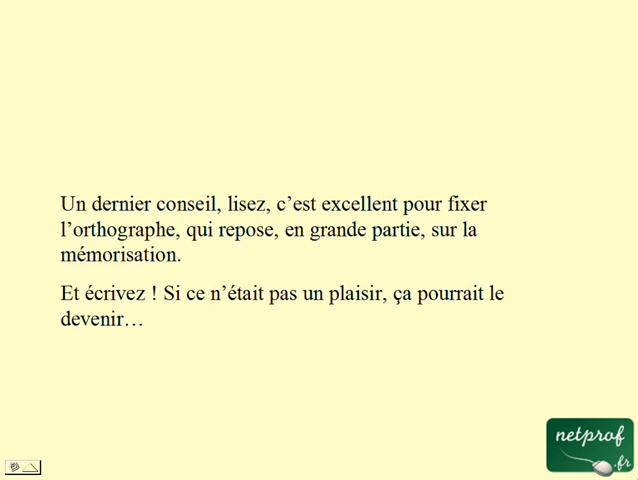 Un dernier conseil, lisez, c’est excellent pour fixer
l’orthographe, qui repose, en grande partie, sur la
mémorisation.
Et écrivez ! Si ce n’était pas un plaisir, ça pourrait le
devenir…
netprof
.fr